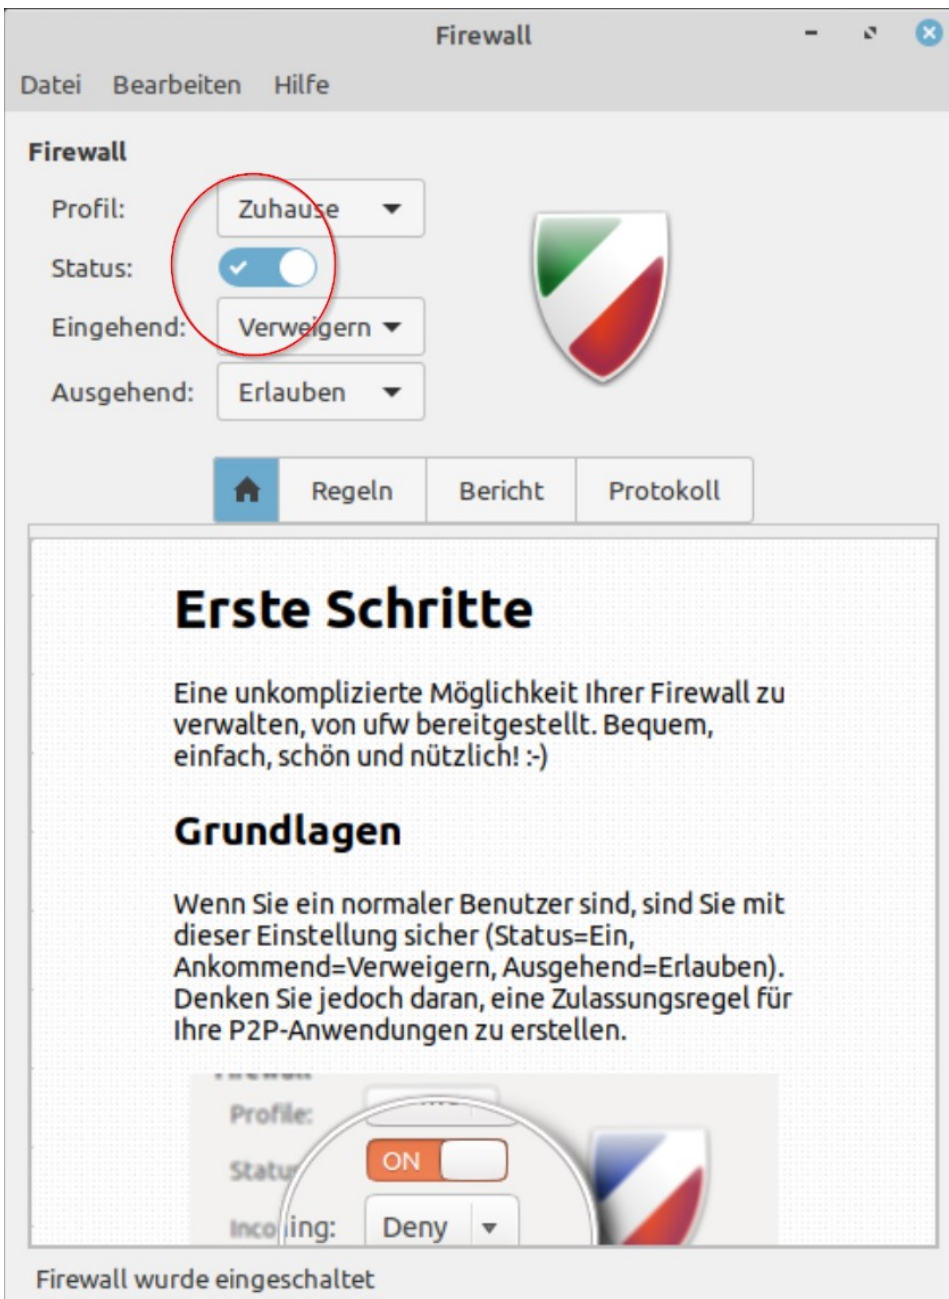 Firewall
Datei Bearbeiten Hilfe
Firewall
Profil: Zuhause
Status:
Eingehend: Verweigern
Ausgehend: Erlauben
Regeln Bericht Protokoll
Erste Schritte
Eine unkomplizierte Möglichkeit Ihrer Firewall zu
verwalten, von ufw bereitgestellt. Bequem,
einfach, schön und nützlich! :-)
Grundlagen
Wenn Sie ein normaler Benutzer sind, sind Sie mit
dieser Einstellung sicher (Status=Ein,
Ankommend=Verweigern, Ausgehend=Erlauben).
Denken Sie jedoch daran, eine Zulassungsregel für
Ihre P2P-Anwendungen zu erstellen.
Profile:
ON
Incoming: Deny
Firewall wurde eingeschaltet